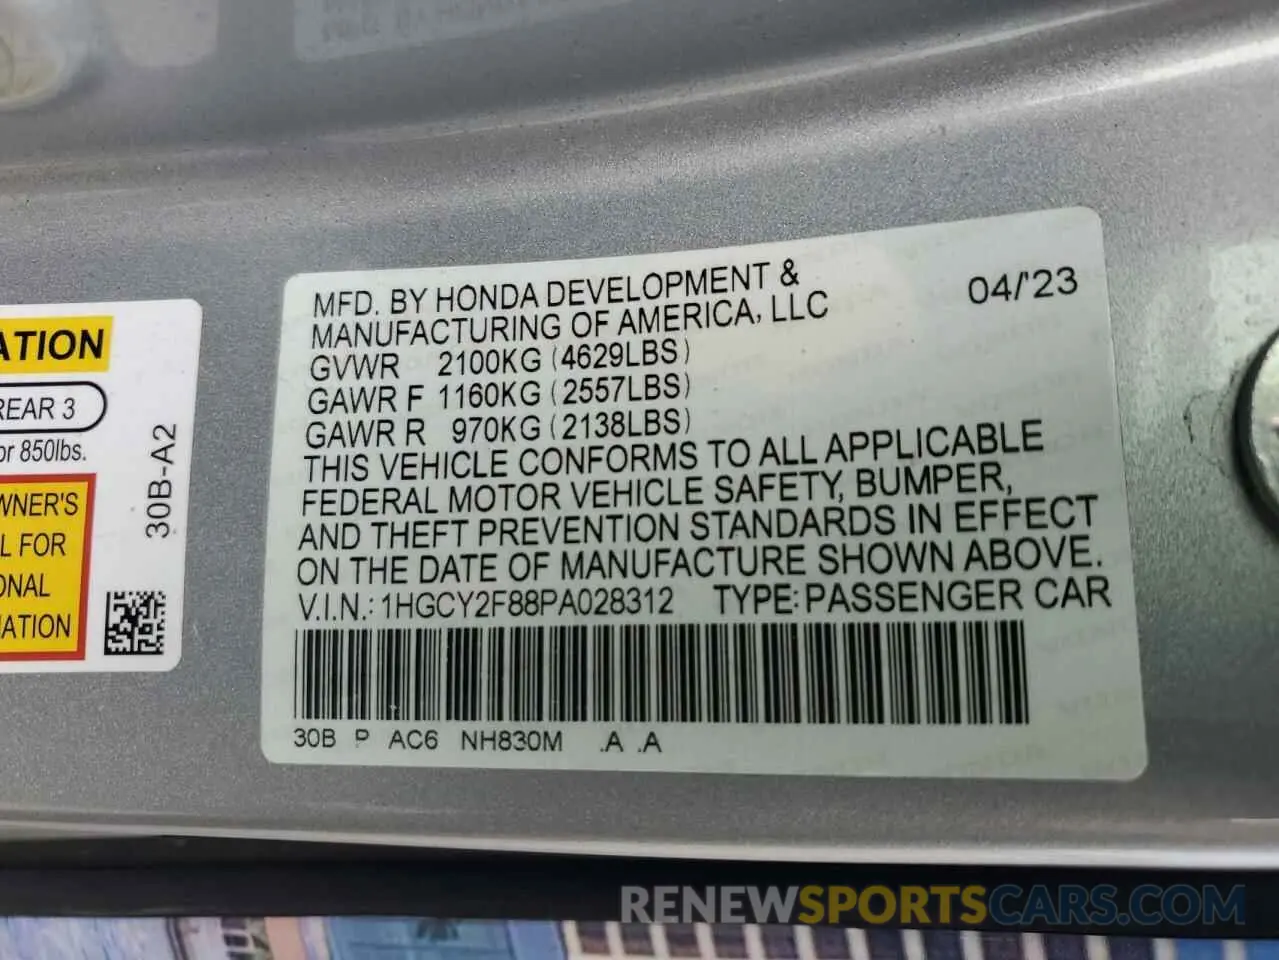 MFD. BY HONDA DEVELOPMENT &
MANUFACTURING OF AMERICA, LLC
04/'23
GVWR 2100KG (4629LBS)
GAWR F 1160KG (2557LBS)
GAWR R 970KG (2138LBS)
THIS VEHICLE CONFORMS TO ALL APPLICABLE
FEDERAL MOTOR VEHICLE SAFETY, BUMPER,
AND THEFT PREVENTION STANDARDS IN EFFECT
ON THE DATE OF MANUFACTURE SHOWN ABOVE.
V.I.N.: 1HGCY2F88PA028312 TYPE: PASSENGER CAR
30B P AC6 NH830M .A .A
ATION
REAR 3
or 850lbs.
WNER'S
L FOR
ONAL
MATION
30B-A2
RENEWSPORTSCARS.COM